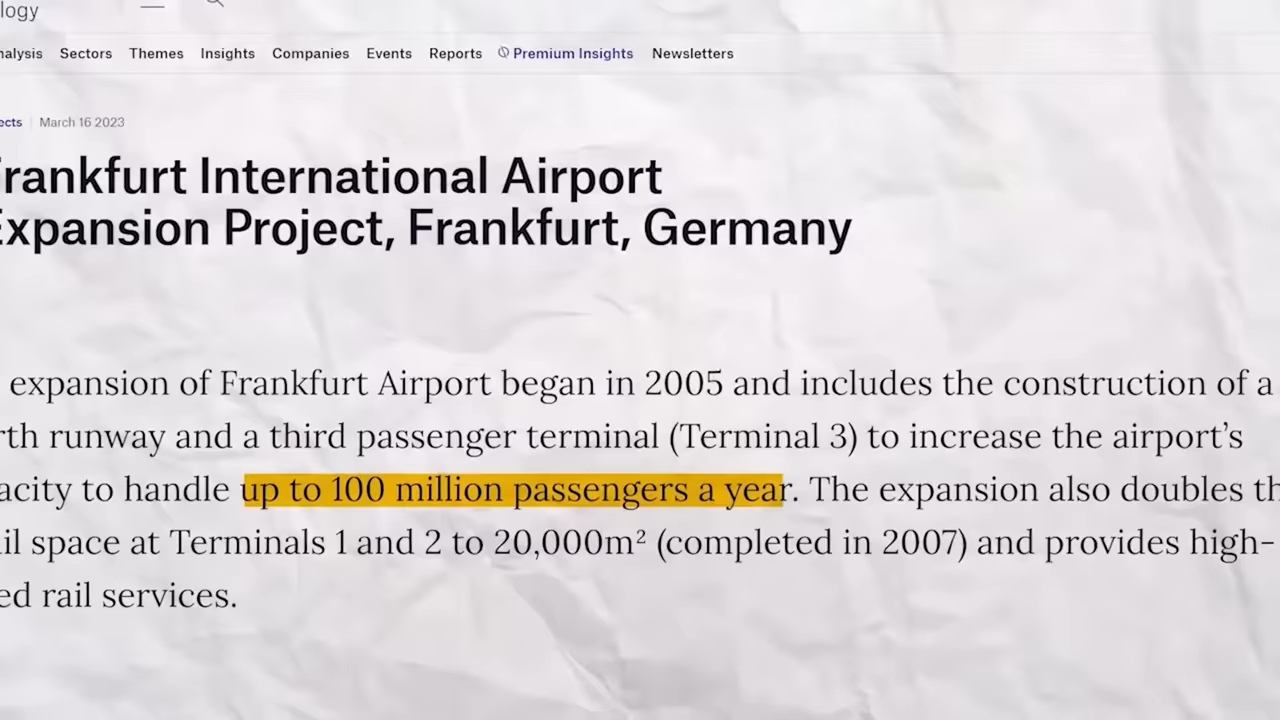 logy
nalysis Sectors Themes Insights Companies Events Reports Premium Insights Newsletters
ects March 16 2023
Frankfurt International Airport
Expansion Project, Frankfurt, Germany
expansion of Frankfurt Airport began in 2005 and includes the construction of a
rth runway and a third passenger terminal (Terminal 3) to increase the airport’s
acity to handle up to 100 million passengers a year. The expansion also doubles th
il space at Terminals 1 and 2 to 20,000m² (completed in 2007) and provides high-
ed rail services.